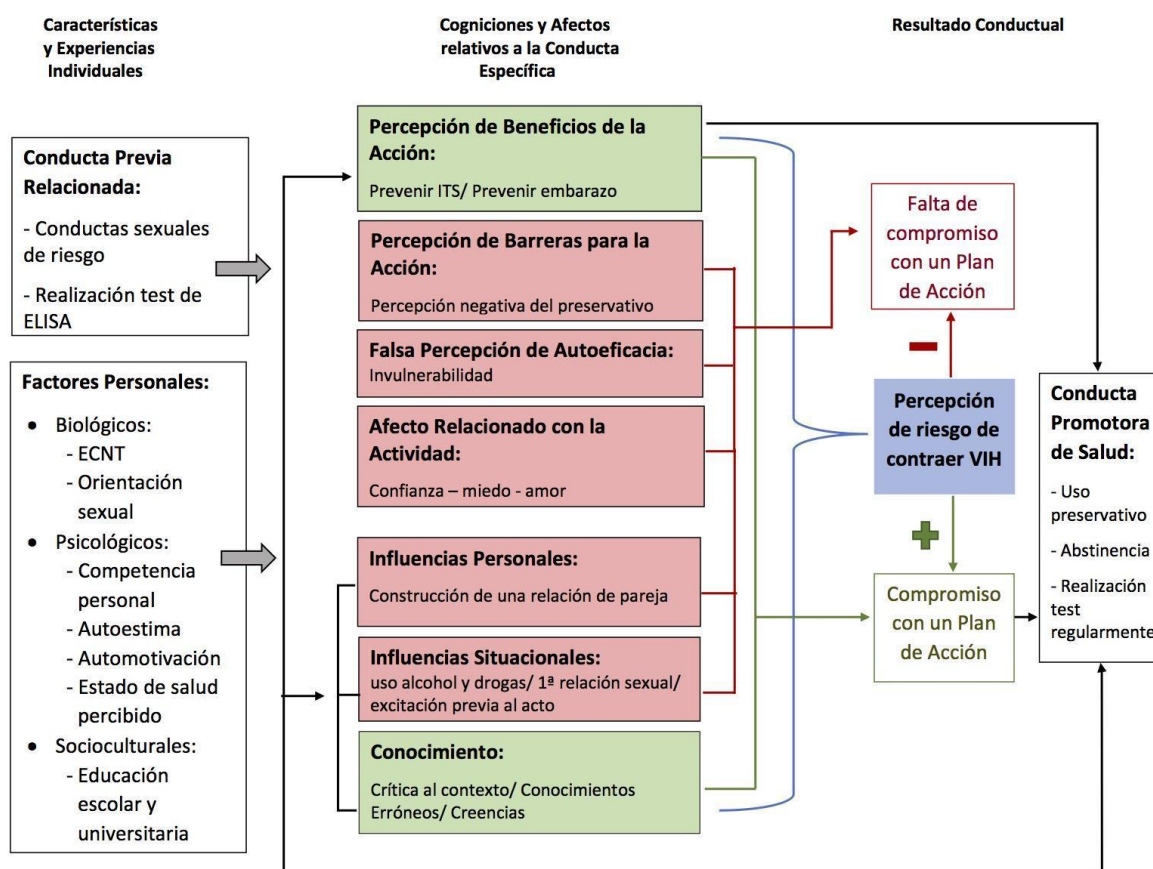 Características
y Experiencias
Individuales
Cogniciones y Afectos
relativos a la Conducta
Específica
Resultado Conductual
Conducta Previa
Relacionada:
- Conductas sexuales
de riesgo
- Realización test de
ELISA
Factores Personales:
• Biológicos:
- ECNT
- Orientación
sexual
• Psicológicos:
- Competencia
personal
- Autoestima
- Automotivación
- Estado de salud
percibido
• Socioculturales:
- Educación
escolar y
universitaria
Percepción de Beneficios de la
Acción:
Prevenir ITS/ Prevenir embarazo
Percepción de Barreras para la
Acción:
Percepción negativa del preservativo
Falsa Percepción de Autoeficacia:
Invulnerabilidad
Afecto Relacionado con la
Actividad:
Confianza – miedo - amor
Influencias Personales:
Construcción de una relación de pareja
Influencias Situacionales:
uso alcohol y drogas/ 1ª relación sexual/
excitación previa al acto
Conocimiento:
Crítica al contexto/ Conocimientos
Erróneos/ Creencias
Falta de
compromiso
con un Plan
de Acción
Percepción
de riesgo de
contraer VIH
Compromiso
con un Plan
de Acción
Conducta
Promotora
de Salud:
- Uso
preservativo
- Abstinencia
- Realización
test
regularmente